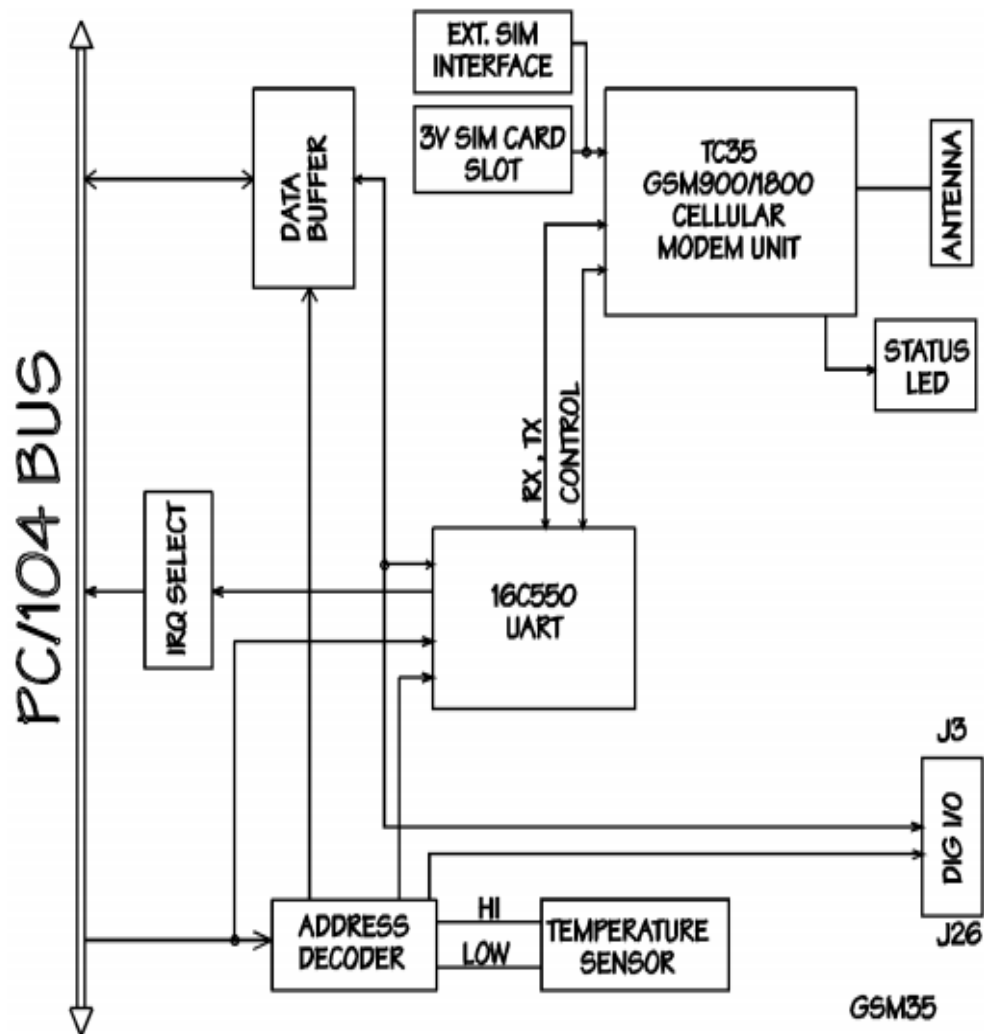 EXT. SIM
INTERFACE
3V SIM CARD
SLOT
TC35
GSM900/1800
CELLULAR
MODEM UNIT
ANTENNA
DATA
BUFFER
STATUS
LED
PC/104 BUS
RX , TX
CONTROL
IRQ SELECT
16C550
UART
J3
DIG I/O
J26
ADDRESS
DECODER
HI
LOW
TEMPERATURE
SENSOR
GSM35